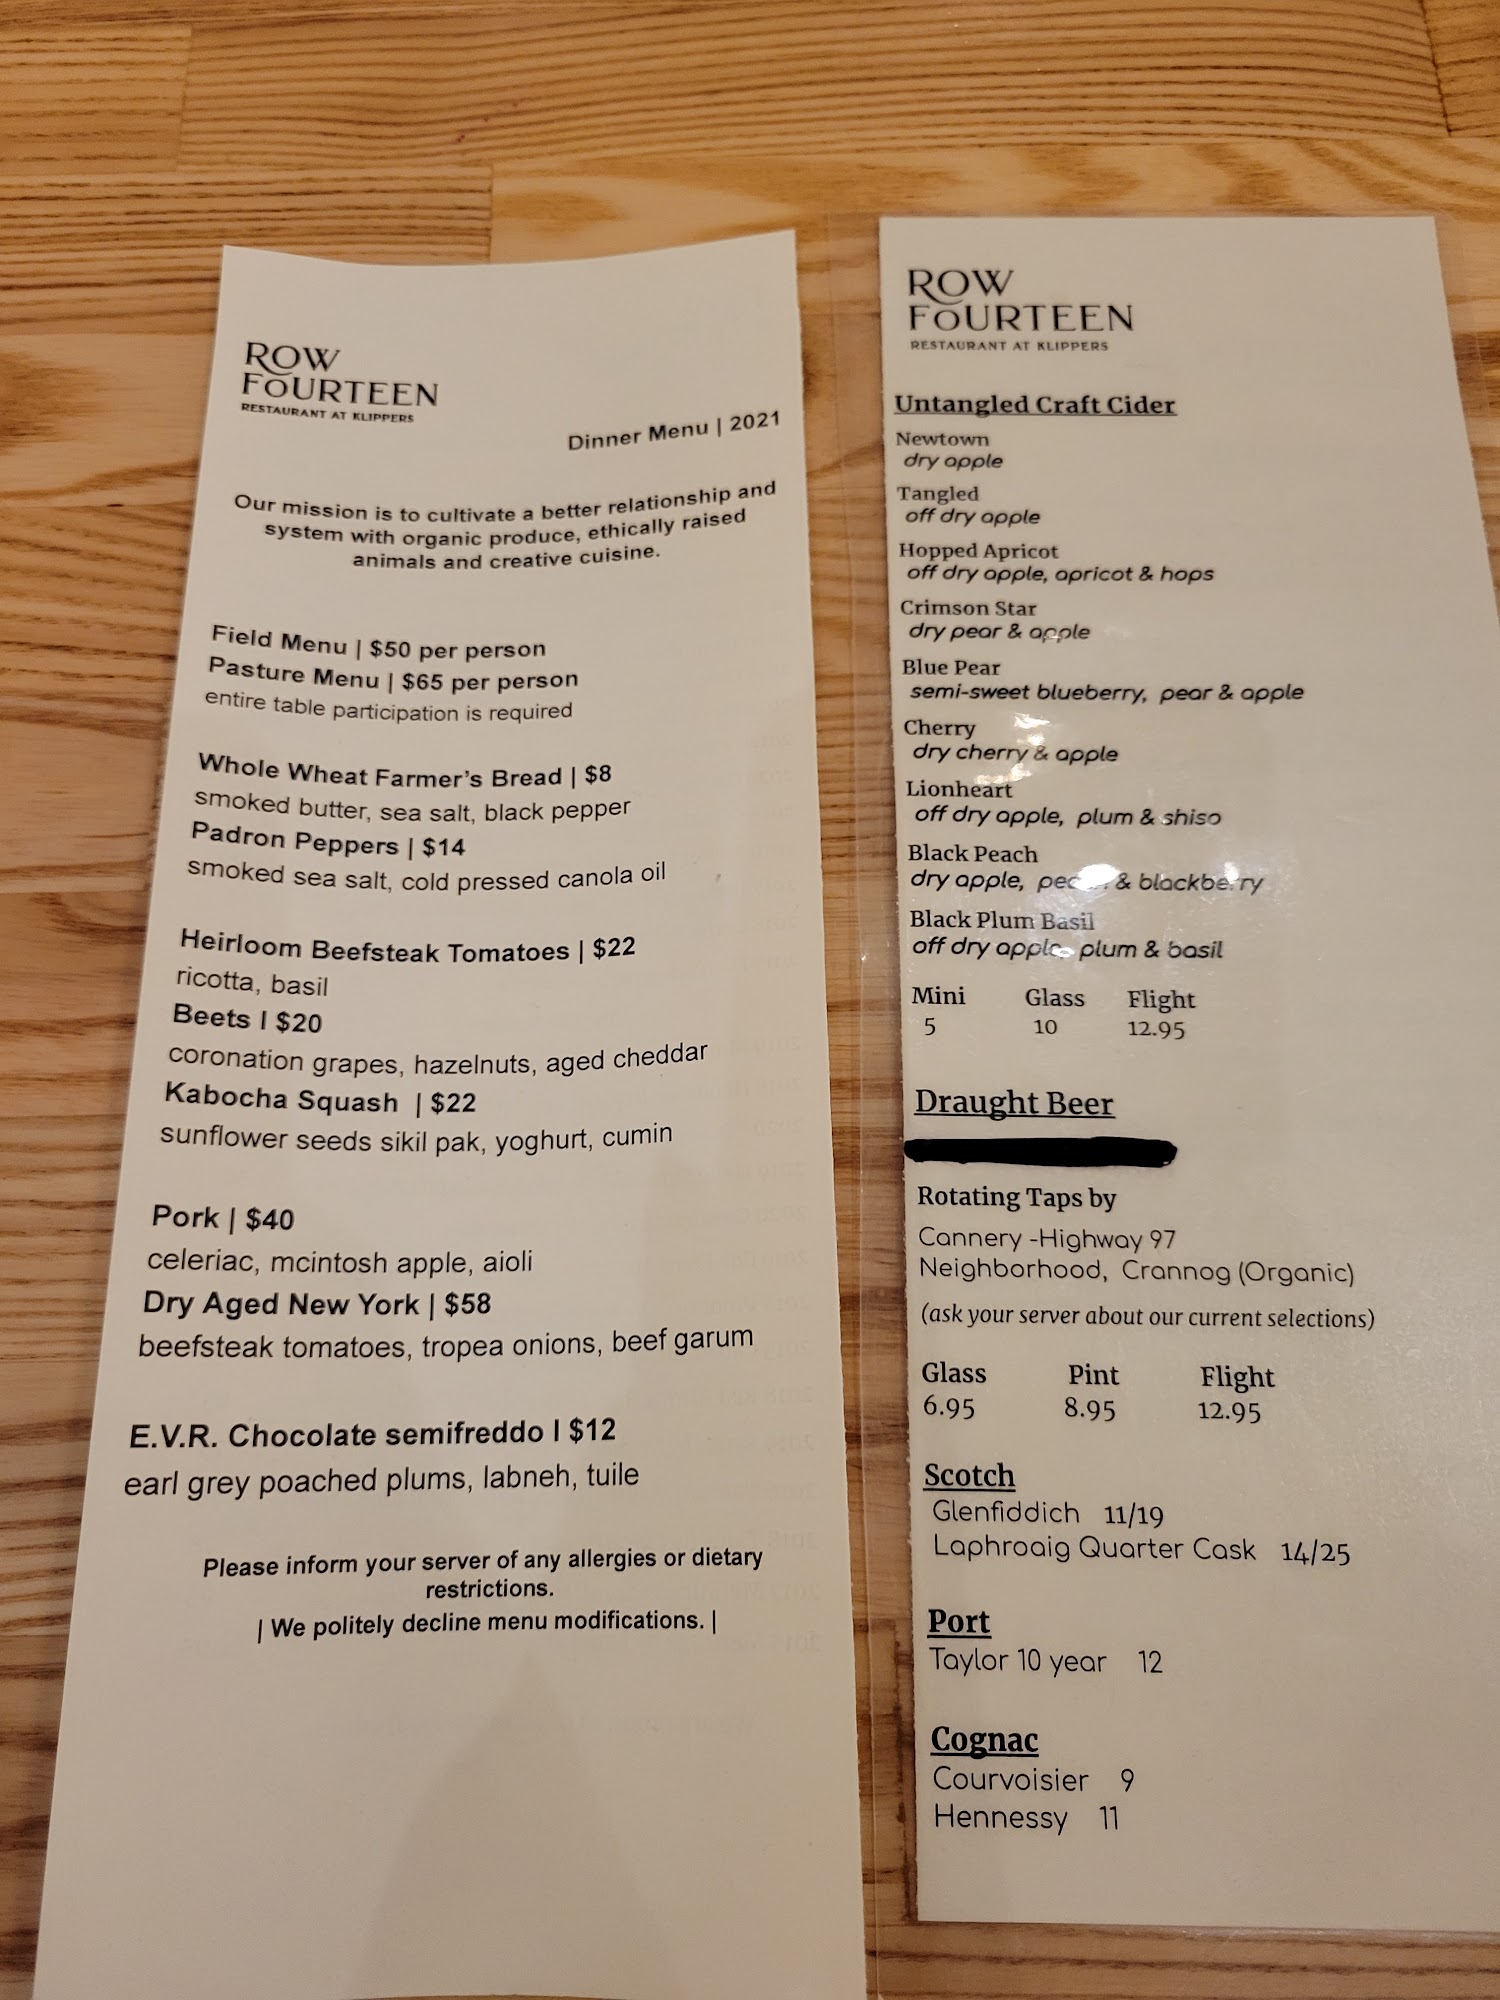 ROW
FOURTEEN
RESTAURANT AT KLIPPERS
Dinner Menu | 2021
Our mission is to cultivate a better relationship and
system with organic produce, ethically raised
animals and creative cuisine.
Field Menu | $50 per person
Pasture Menu | $65 per person
entire table participation is required
Whole Wheat Farmer's Bread | $8
smoked butter, sea salt, black pepper
Padron Peppers | $14
smoked sea salt, cold pressed canola oil
Heirloom Beefsteak Tomatoes | $22
ricotta, basil
Beets I $20
coronation grapes, hazelnuts, aged cheddar
Kabocha Squash | $22
sunflower seeds sikil pak, yoghurt, cumin
Pork | $40
celeriac, mcintosh apple, aioli
Dry Aged New York | $58
beefsteak tomatoes, tropea onions, beef garum
E.V.R. Chocolate semifreddo I $12
earl grey poached plums, labneh, tuile
Please inform your server of any allergies or dietary
restrictions.
| We politely decline menu modifications. |
ROW
FOURTEEN
RESTAURANT AT KLIPPERS
Untangled Craft Cider
Newtown
dry apple
Tangled
off dry apple
Hopped Apricot
off dry apple, apricot & hops
Crimson Star
dry pear & apple
Blue Pear
semi-sweet blueberry, pear & apple
Cherry
dry cherry & apple
Lionheart
off dry apple, plum & shiso
Black Peach
dry apple, & blackberry
Black Plum Basil
off dry apple, plum & basil
Mini Glass Flight
5 10 12.95
Draught Beer
Rotating Taps by
Cannery -Highway 97
Neighborhood, Crannog (Organic)
(ask your server about our current selections)
Glass Pint Flight
6.95 8.95 12.95
Scotch
Glenfiddich 11/19
Laphroaig Quarter Cask 14/25
Port
Taylor 10 year 12
Cognac
Courvoisier 9
Hennessy 11